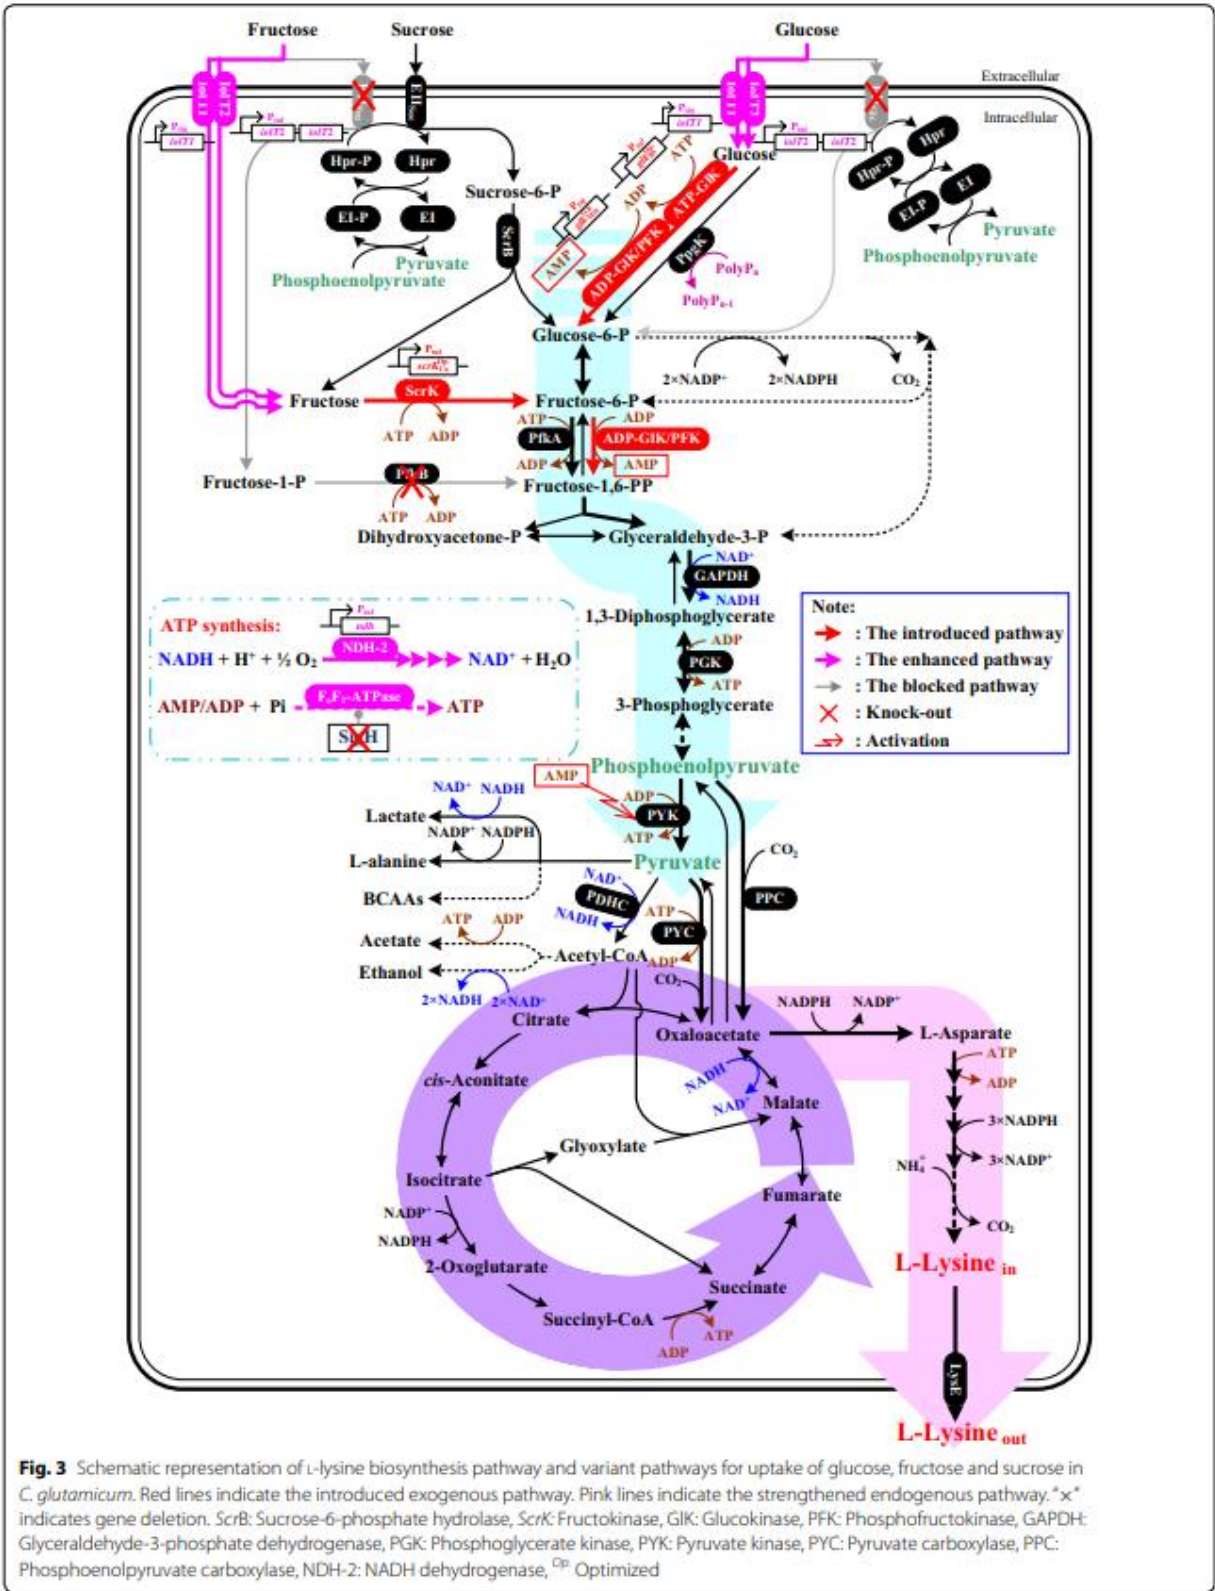 Fructose
Sucrose
Glucose
Extracellular
Intracellular
IolT1
IolT2
EII
IolT1
IolT2
iolT1
iolT2
iolT2
iolT1
iolT2
iolT2
Hpr-P
Hpr
EI-P
EI
Pyruvate
Phosphoenolpyruvate
Sucrose-6-P
ScrB
Glucose
ATP
ADP
ATP-GlK
ADP-GlK/PFK
AMP
PpgK
PolyPₙ
PolyPₙ₋₁
Hpr
Hpr-P
EI
EI-P
Pyruvate
Phosphoenolpyruvate
Glucose-6-P
2×NADP⁺
2×NADPH
CO₂
Fructose
ScrK
ATP
ADP
Fructose-6-P
ATP
ADP
PfkA
ADP-GlK/PFK
ADP
AMP
Fructose-1-P
ATP
ADP
Fructose-1,6-PP
Dihydroxyacetone-P
Glyceraldehyde-3-P
NAD⁺
GAPDH
NADH
1,3-Diphosphoglycerate
ADP
PGK
ATP
3-Phosphoglycerate
ATP synthesis:
ndh
NDH-2
NADH + H⁺ + ½ O₂
NAD⁺ + H₂O
F₀F₁-ATPase
AMP/ADP + Pi
ATP
Note:
: The introduced pathway
: The enhanced pathway
: The blocked pathway
: Knock-out
: Activation
Phosphoenolpyruvate
AMP
ADP
PYK
ATP
NAD⁺
NADH
Lactate
NADP⁺
NADPH
L-alanine
Pyruvate
CO₂
BCAAs
NAD⁺
PDHC
NADH
ATP
PYC
ADP
CO₂
PPC
ATP
ADP
Acetate
Acetyl-CoA
Ethanol
2×NADH
2×NAD⁺
Citrate
Oxaloacetate
NADPH
NADP⁺
L-Asparate
ATP
ADP
cis-Aconitate
NADH
NAD⁺
Malate
3×NADPH
3×NADP⁺
Glyoxylate
NH₄⁺
CO₂
Isocitrate
Fumarate
NADP⁺
NADPH
2-Oxoglutarate
Succinate
Succinyl-CoA
ADP
ATP
L-Lysine in
LysE
L-Lysine out
Fig. 3 Schematic representation of L-lysine biosynthesis pathway and variant pathways for uptake of glucose, fructose and sucrose in
C. glutamicum. Red lines indicate the introduced exogenous pathway. Pink lines indicate the strengthened endogenous pathway. "×"
indicates gene deletion. ScrB: Sucrose-6-phosphate hydrolase, ScrK: Fructokinase, GlK: Glucokinase, PFK: Phosphofructokinase, GAPDH:
Glyceraldehyde-3-phosphate dehydrogenase, PGK: Phosphoglycerate kinase, PYK: Pyruvate kinase, PYC: Pyruvate carboxylase, PPC:
Phosphoenolpyruvate carboxylase, NDH-2: NADH dehydrogenase, Op. Optimized